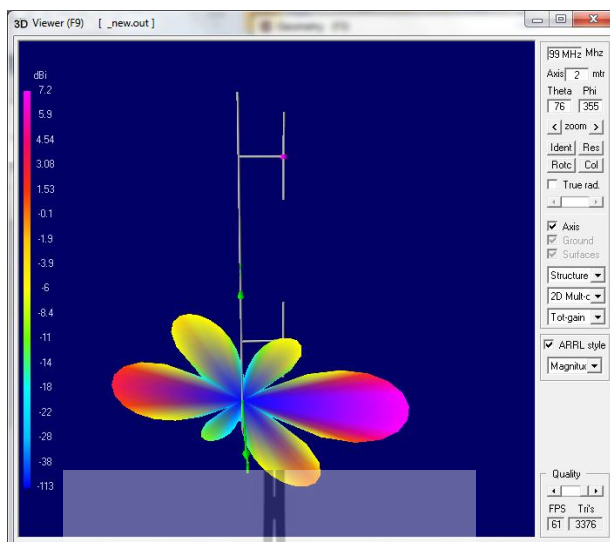 3D Viewer (F9) [ _new.out ]
Geometry (F3)
dBi
7.2
5.9
4.54
3.08
1.53
-0.1
-1.9
-3.9
-6
-8.4
-11
-14
-18
-22
-28
-38
-113
99 MHz Mhz
Axis 2 mtr
Theta Phi
76 355
< zoom >
Ident Res
Rotc Col
True rad.
Axis
Ground
Surfaces
Structure
2D Mult-c
Tot-gain
ARRL style
Magnitu
Quality
FPS Tri's
61 3376